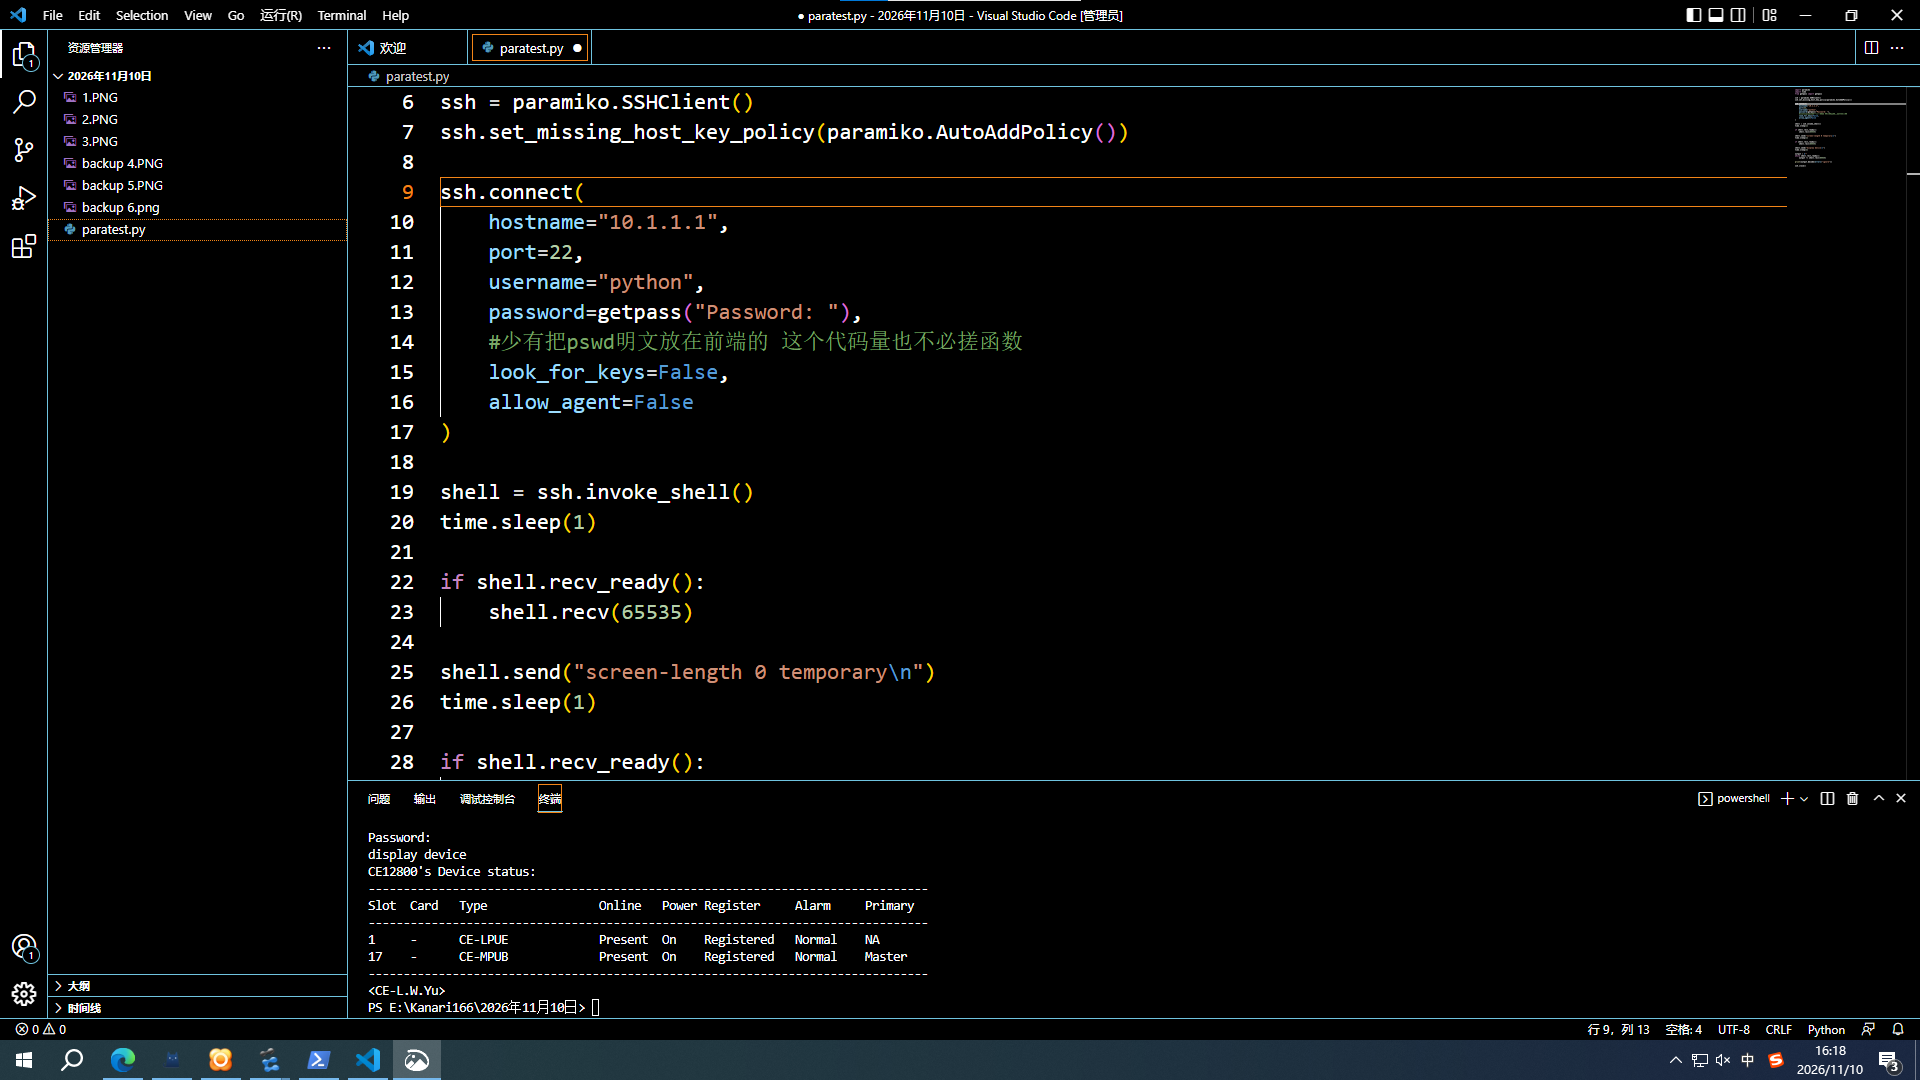 File Edit Selection View Go 运行(R) Terminal Help
● paratest.py - 2026年11月10日 - Visual Studio Code [管理员]
资源管理器
2026年11月10日
1.PNG
2.PNG
3.PNG
backup 4.PNG
backup 5.PNG
backup 6.png
paratest.py
大纲
时间线
欢迎
paratest.py
paratest.py
6 ssh = paramiko.SSHClient()
7 ssh.set_missing_host_key_policy(paramiko.AutoAddPolicy())
8
9 ssh.connect(
10     hostname="10.1.1.1",
11     port=22,
12     username="python",
13     password=getpass("Password: "),
14     #少有把pswd明文放在前端的 这个代码量也不必搓函数
15     look_for_keys=False,
16     allow_agent=False
17 )
18
19 shell = ssh.invoke_shell()
20 time.sleep(1)
21
22 if shell.recv_ready():
23     shell.recv(65535)
24
25 shell.send("screen-length 0 temporary\n")
26 time.sleep(1)
27
28 if shell.recv_ready():
问题 输出 调试控制台 终端
powershell
Password:
display device
CE12800's Device status:
--------------------------------------------------------------------------------
Slot  Card   Type                Online   Power Register     Alarm     Primary
--------------------------------------------------------------------------------
1     -      CE-LPUE             Present  On    Registered   Normal    NA
17    -      CE-MPUB             Present  On    Registered   Normal    Master
--------------------------------------------------------------------------------
<CE-L.W.Yu>
PS E:\Kanari166\2026年11月10日>
1
1
0 0
行 9，列 13 空格: 4 UTF-8 CRLF Python
中
16:18
2026/11/10
3